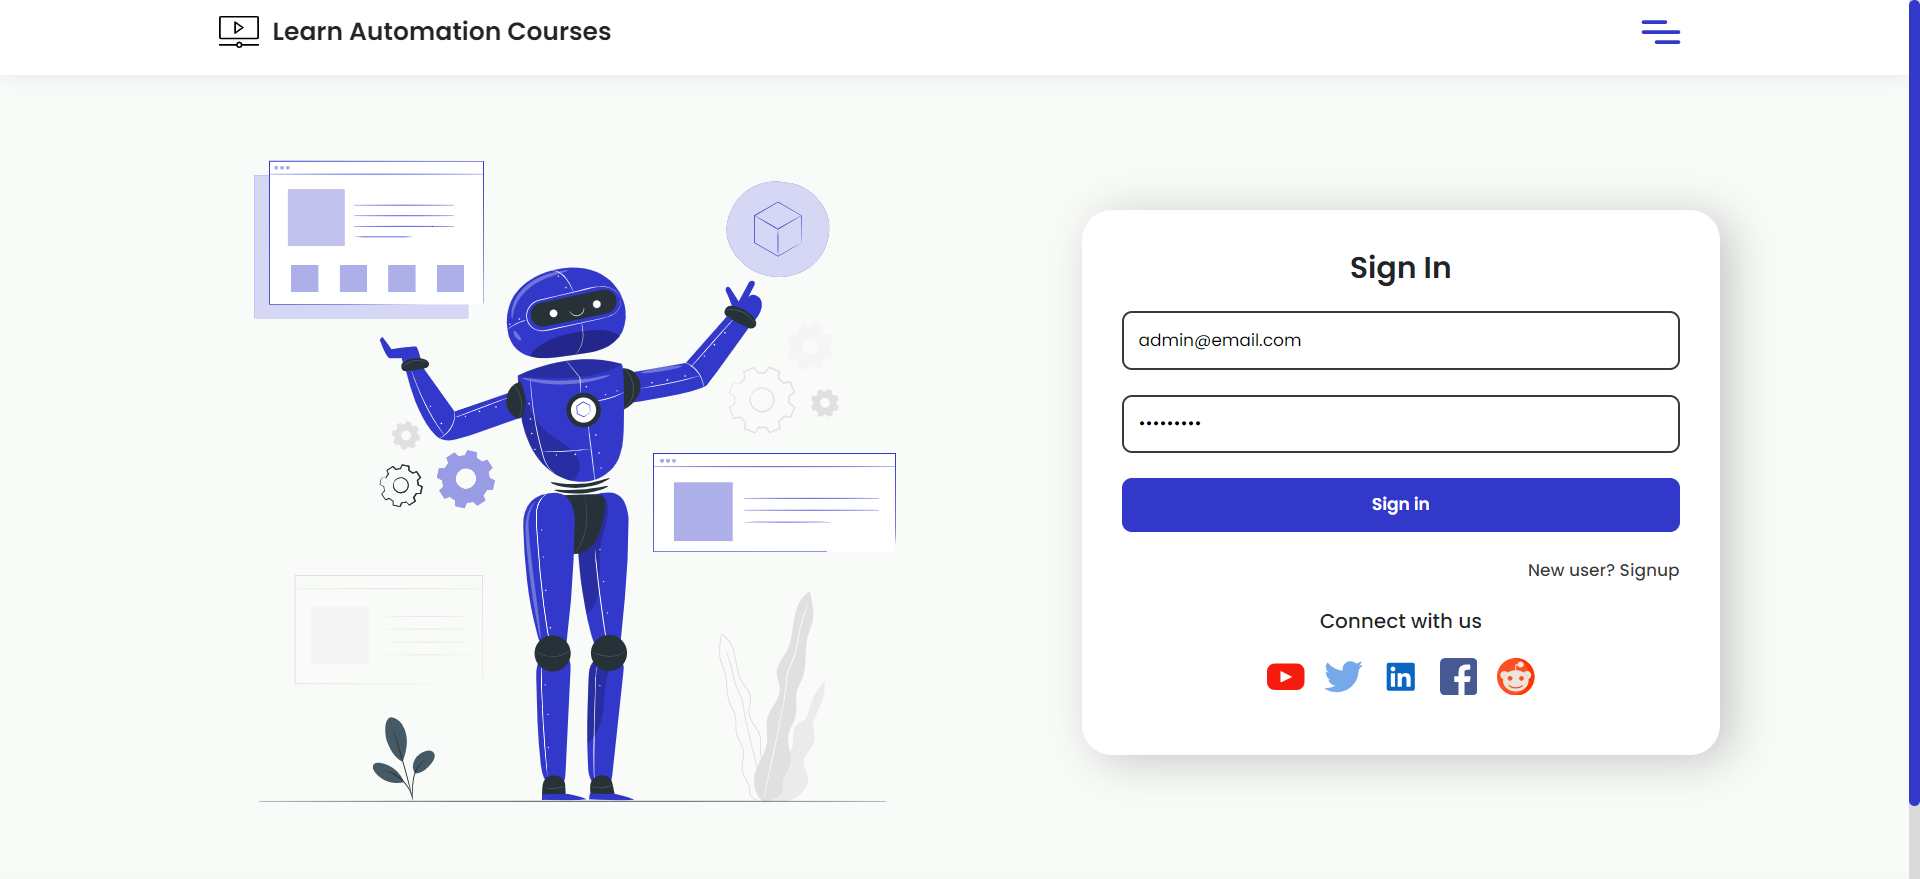 Learn Automation Courses
Sign In
admin@email.com
•••••••••
Sign in
New user? Signup
Connect with us
in